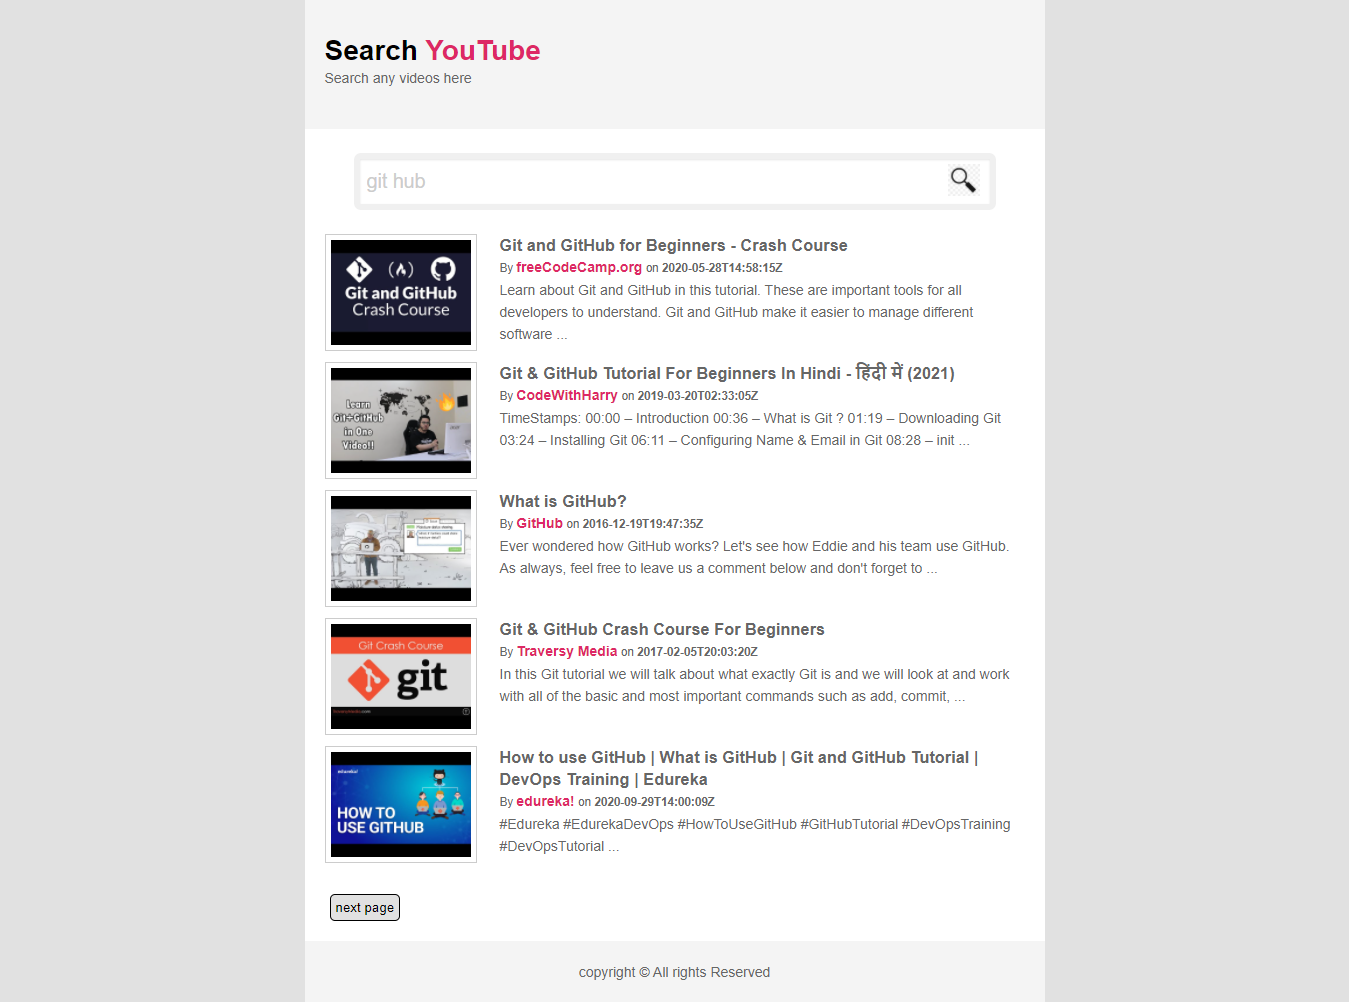 Search YouTube
Search any videos here
git hub
Git and GitHub
Crash Course
Git and GitHub for Beginners - Crash Course
By freeCodeCamp.org on 2020-05-28T14:58:15Z
Learn about Git and GitHub in this tutorial. These are important tools for all
developers to understand. Git and GitHub make it easier to manage different
software ...
Learn
Git+GitHub
in One
Video!!
Git & GitHub Tutorial For Beginners In Hindi - हिंदी में (2021)
By CodeWithHarry on 2019-03-20T02:33:05Z
TimeStamps: 00:00 – Introduction 00:36 – What is Git ? 01:19 – Downloading Git
03:24 – Installing Git 06:11 – Configuring Name & Email in Git 08:28 – init ...
What is GitHub?
By GitHub on 2016-12-19T19:47:35Z
Ever wondered how GitHub works? Let's see how Eddie and his team use GitHub.
As always, feel free to leave us a comment below and don't forget to ...
Git Crash Course
git
Git & GitHub Crash Course For Beginners
By Traversy Media on 2017-02-05T20:03:20Z
In this Git tutorial we will talk about what exactly Git is and we will look at and work
with all of the basic and most important commands such as add, commit, ...
edureka!
HOW TO
USE GITHUB
How to use GitHub | What is GitHub | Git and GitHub Tutorial |
DevOps Training | Edureka
By edureka! on 2020-09-29T14:00:09Z
#Edureka #EdurekaDevOps #HowToUseGitHub #GitHubTutorial #DevOpsTraining
#DevOpsTutorial ...
next page
copyright © All rights Reserved